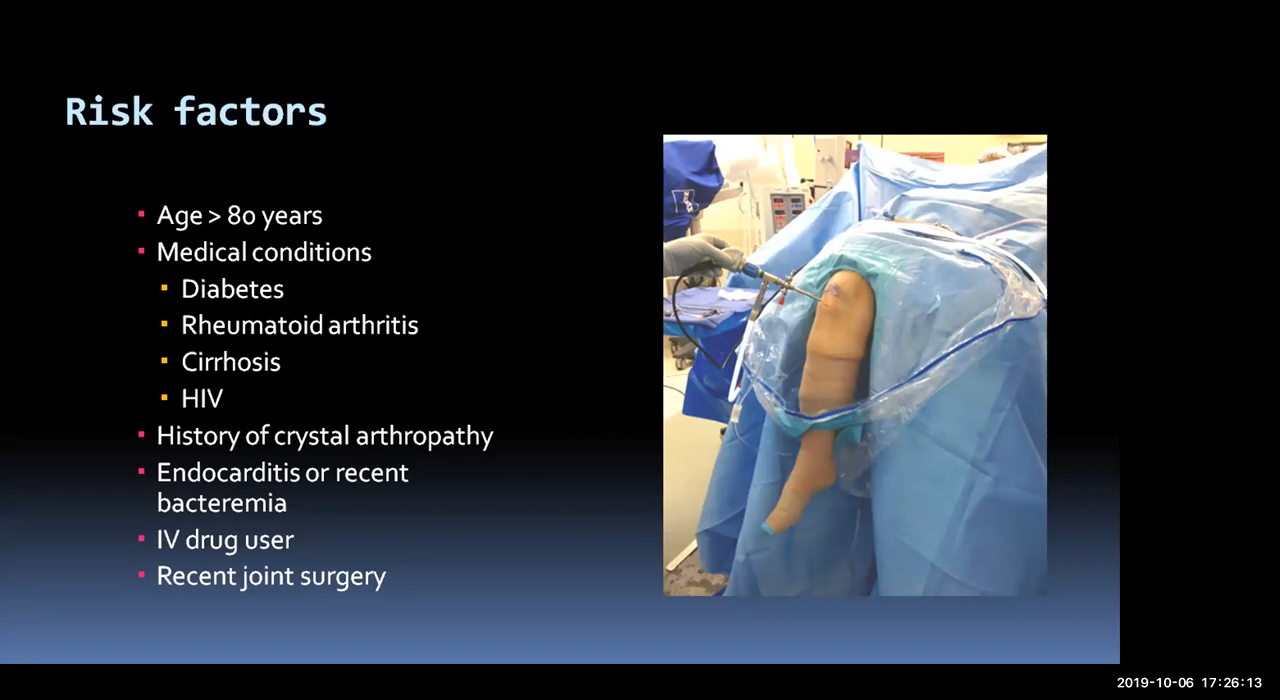 Risk factors
Age > 80 years
Medical conditions
Diabetes
Rheumatoid arthritis
Cirrhosis
HIV
History of crystal arthropathy
Endocarditis or recent
bacteremia
IV drug user
Recent joint surgery
2019-10-06 17:26:13